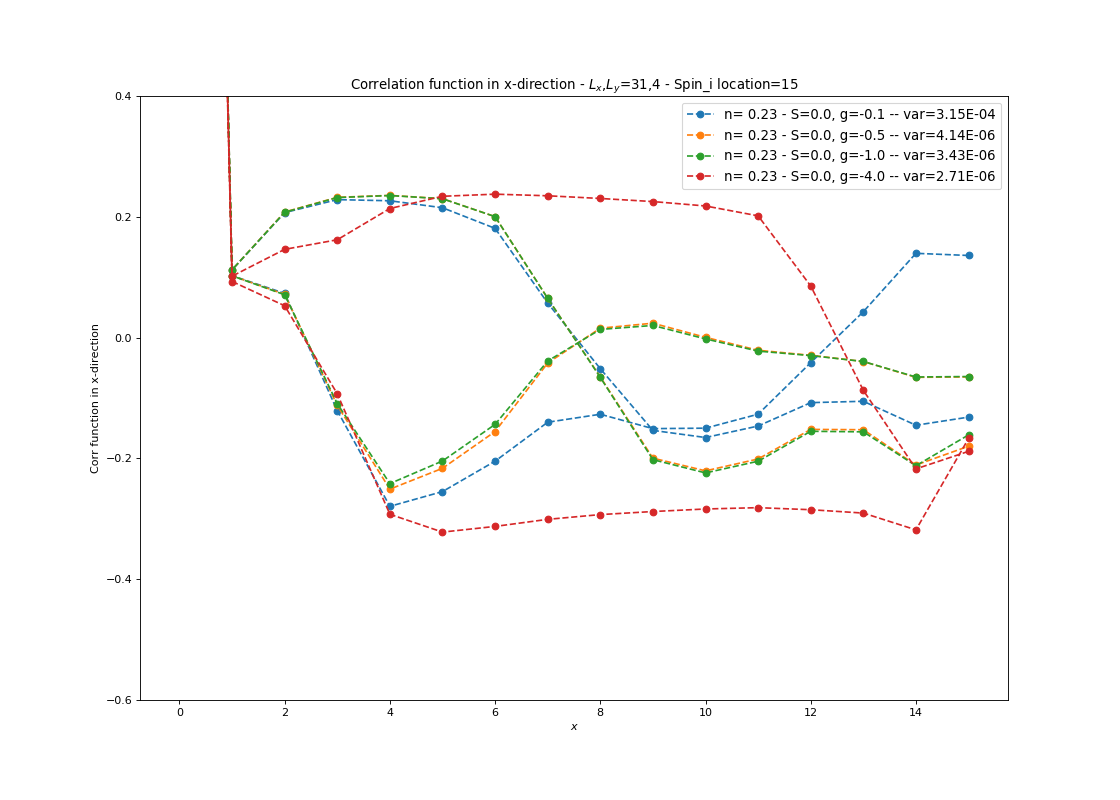 Correlation function in x-direction - Lₓ,Lᵧ=31,4 - Spin_i location=15
n= 0.23 - S=0.0, g=-0.1 -- var=3.15E-04
n= 0.23 - S=0.0, g=-0.5 -- var=4.14E-06
n= 0.23 - S=0.0, g=-1.0 -- var=3.43E-06
n= 0.23 - S=0.0, g=-4.0 -- var=2.71E-06
Corr function in x-direction
0.4
0.2
0.0
−0.2
−0.4
−0.6
0 2 4 6 8 10 12 14
x